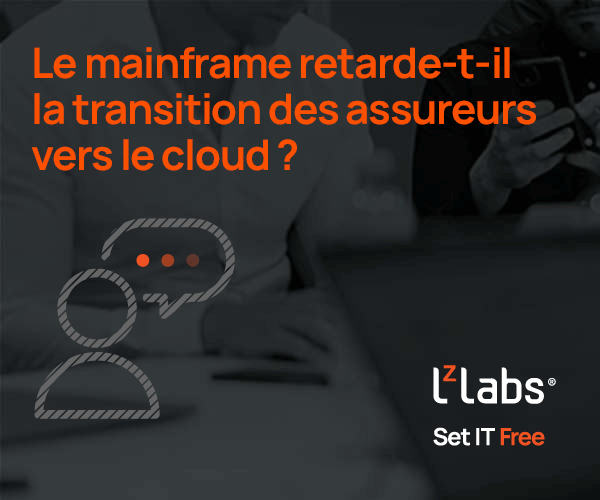 Le mainframe retarde-t-il
la transition des assureurs
vers le cloud ?
lzlabs®
Set IT Free